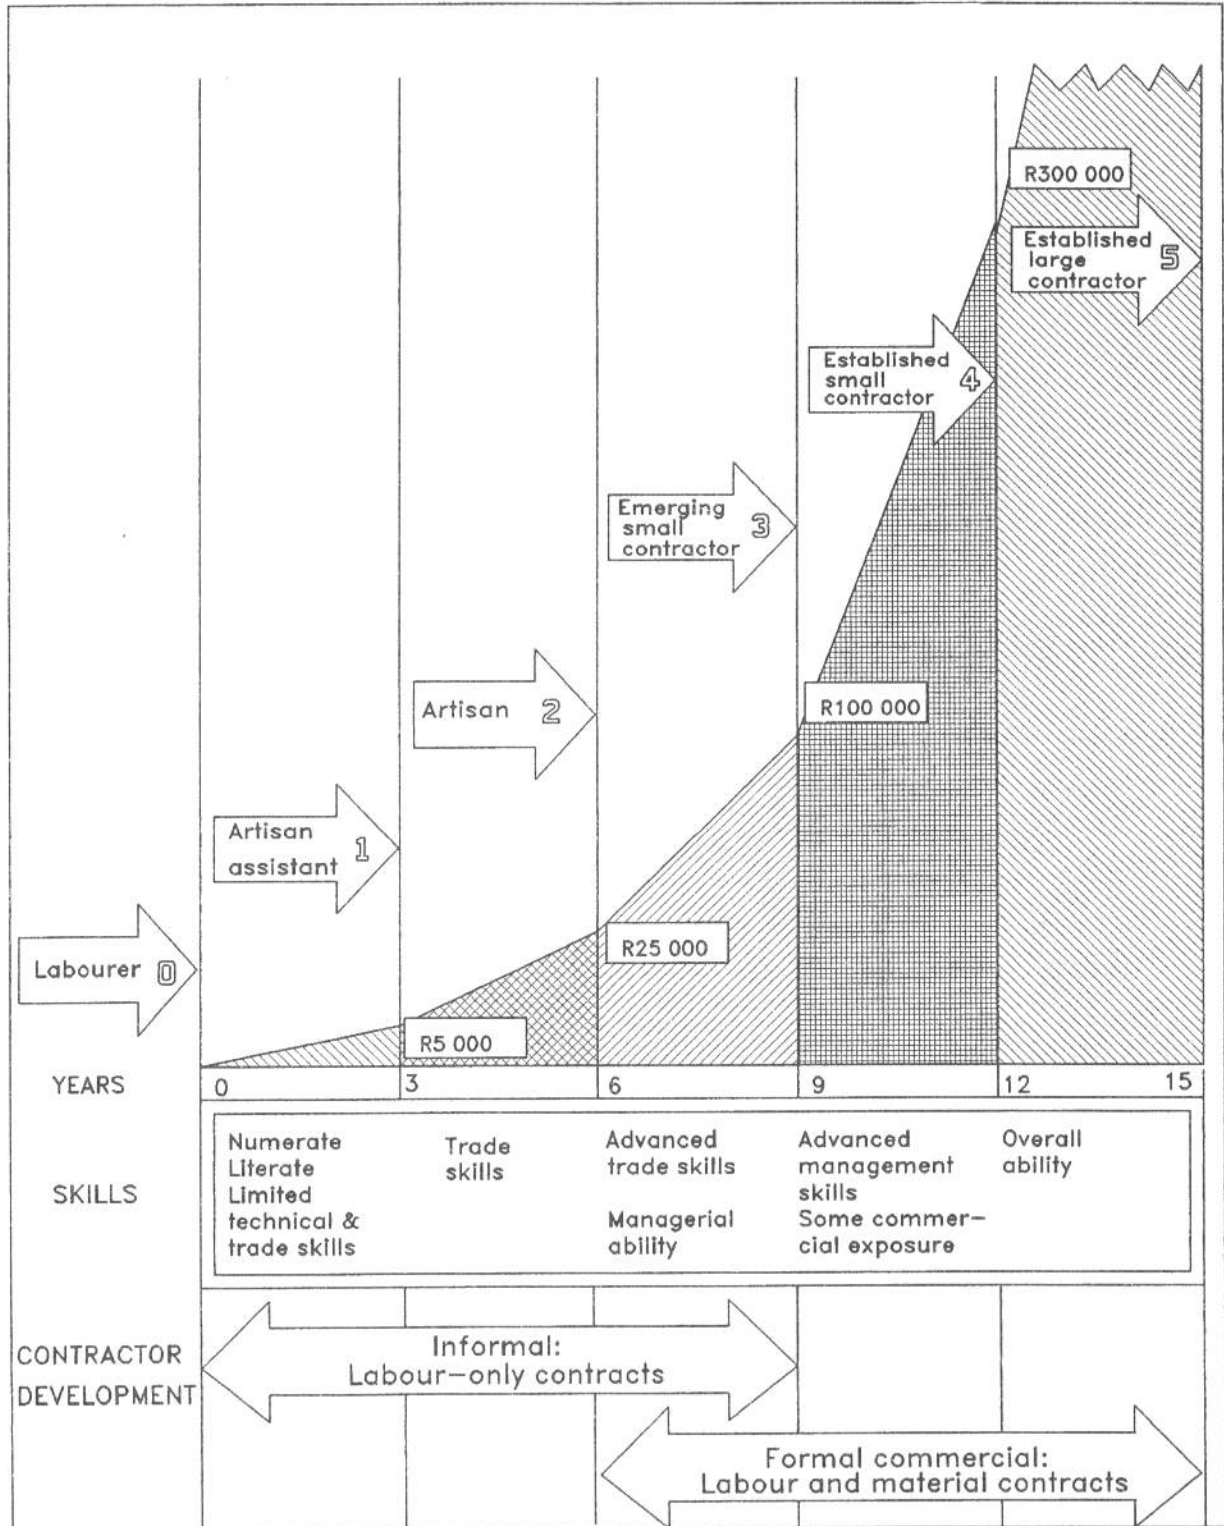 R300 000
Established
large
contractor 5
Established
small
contractor 4
Emerging
small
contractor 3
R100 000
Artisan 2
Artisan
assistant 1
R25 000
Labourer 0
R5 000
YEARS 0 3 6 9 12 15
SKILLS
Numerate
Literate
Limited
technical &
trade skills
Trade
skills
Advanced
trade skills
Managerial
ability
Advanced
management
skills
Some commer–
cial exposure
Overall
ability
CONTRACTOR
DEVELOPMENT
Informal:
Labour–only contracts
Formal commercial:
Labour and material contracts